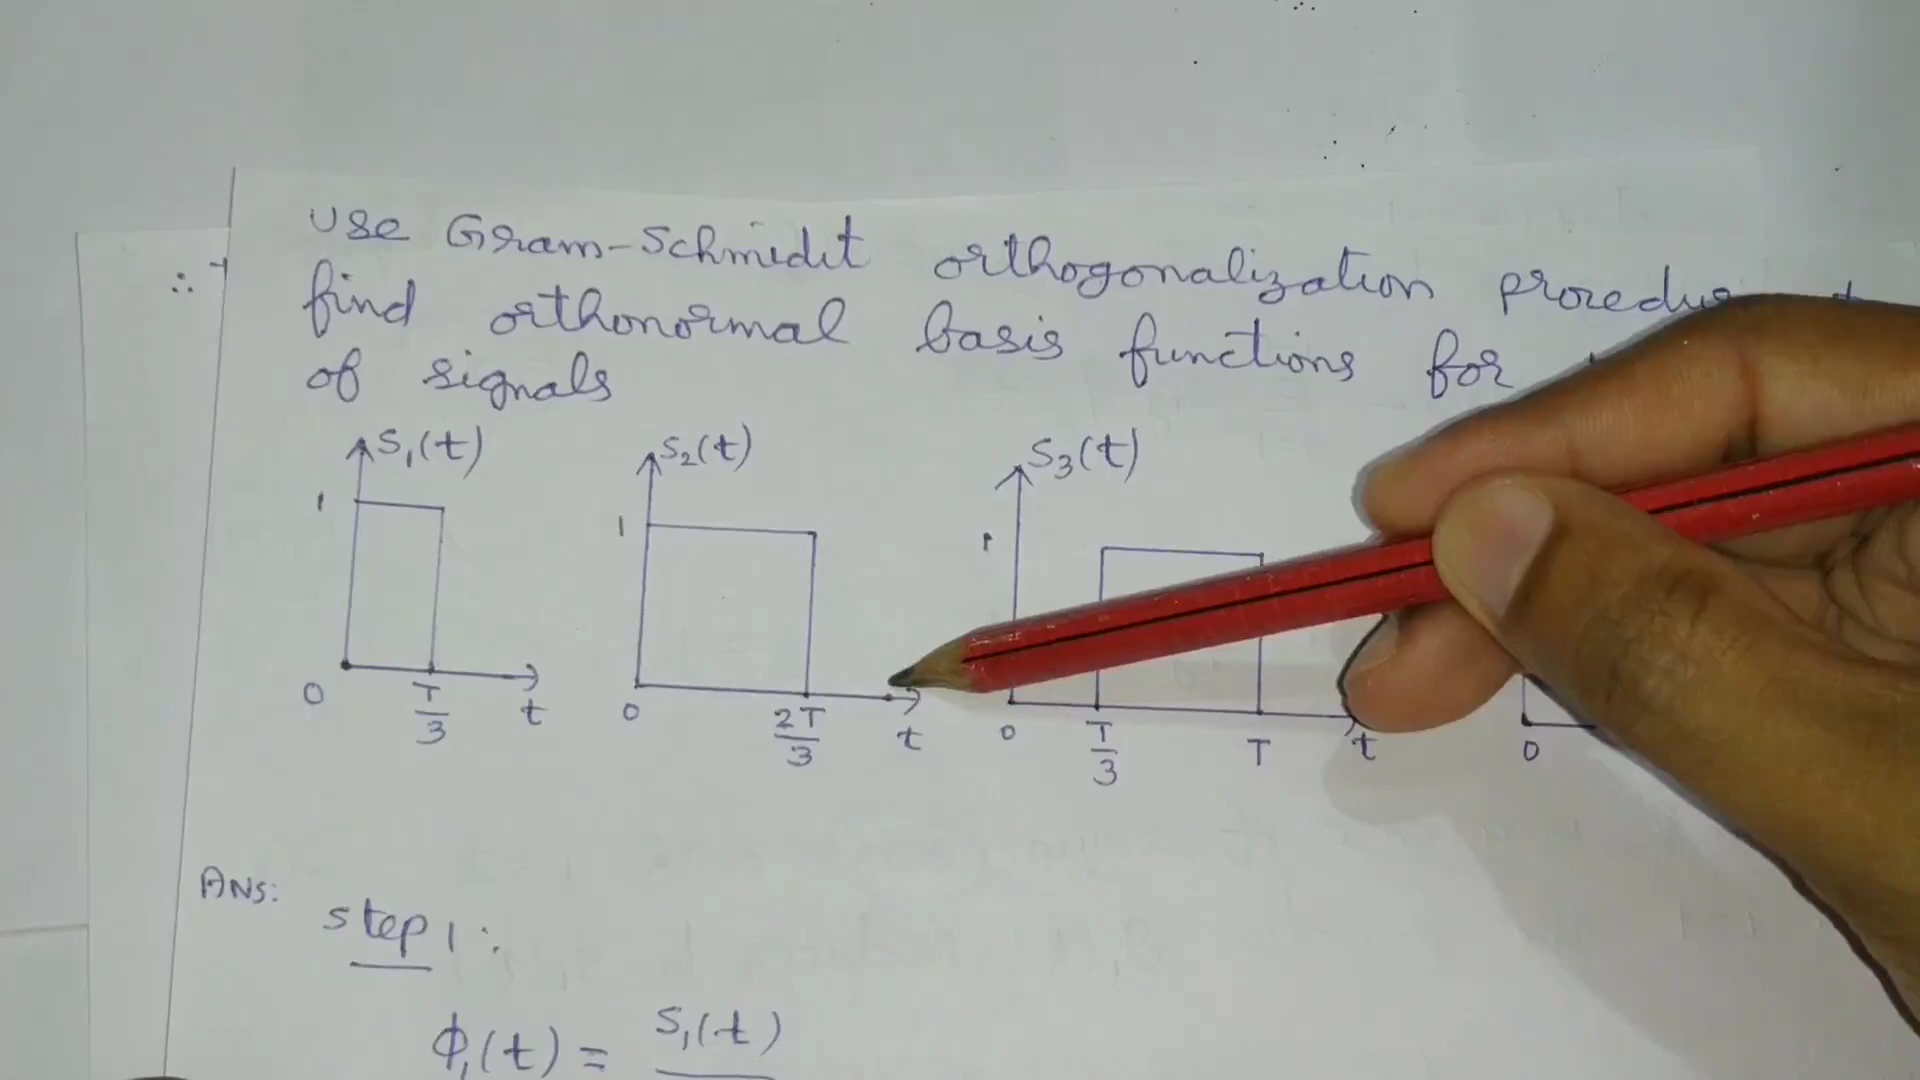 use Gram-Schmidt orthogonalization
find orthonormal basis functions for
of signals
S₁(t) S₂(t) S₃(t)
1 1 1
0 T/3 t 0 2T/3 t 0 T/3 T t 0
ANS:
step 1:
ϕ₁(t) = S₁(t)